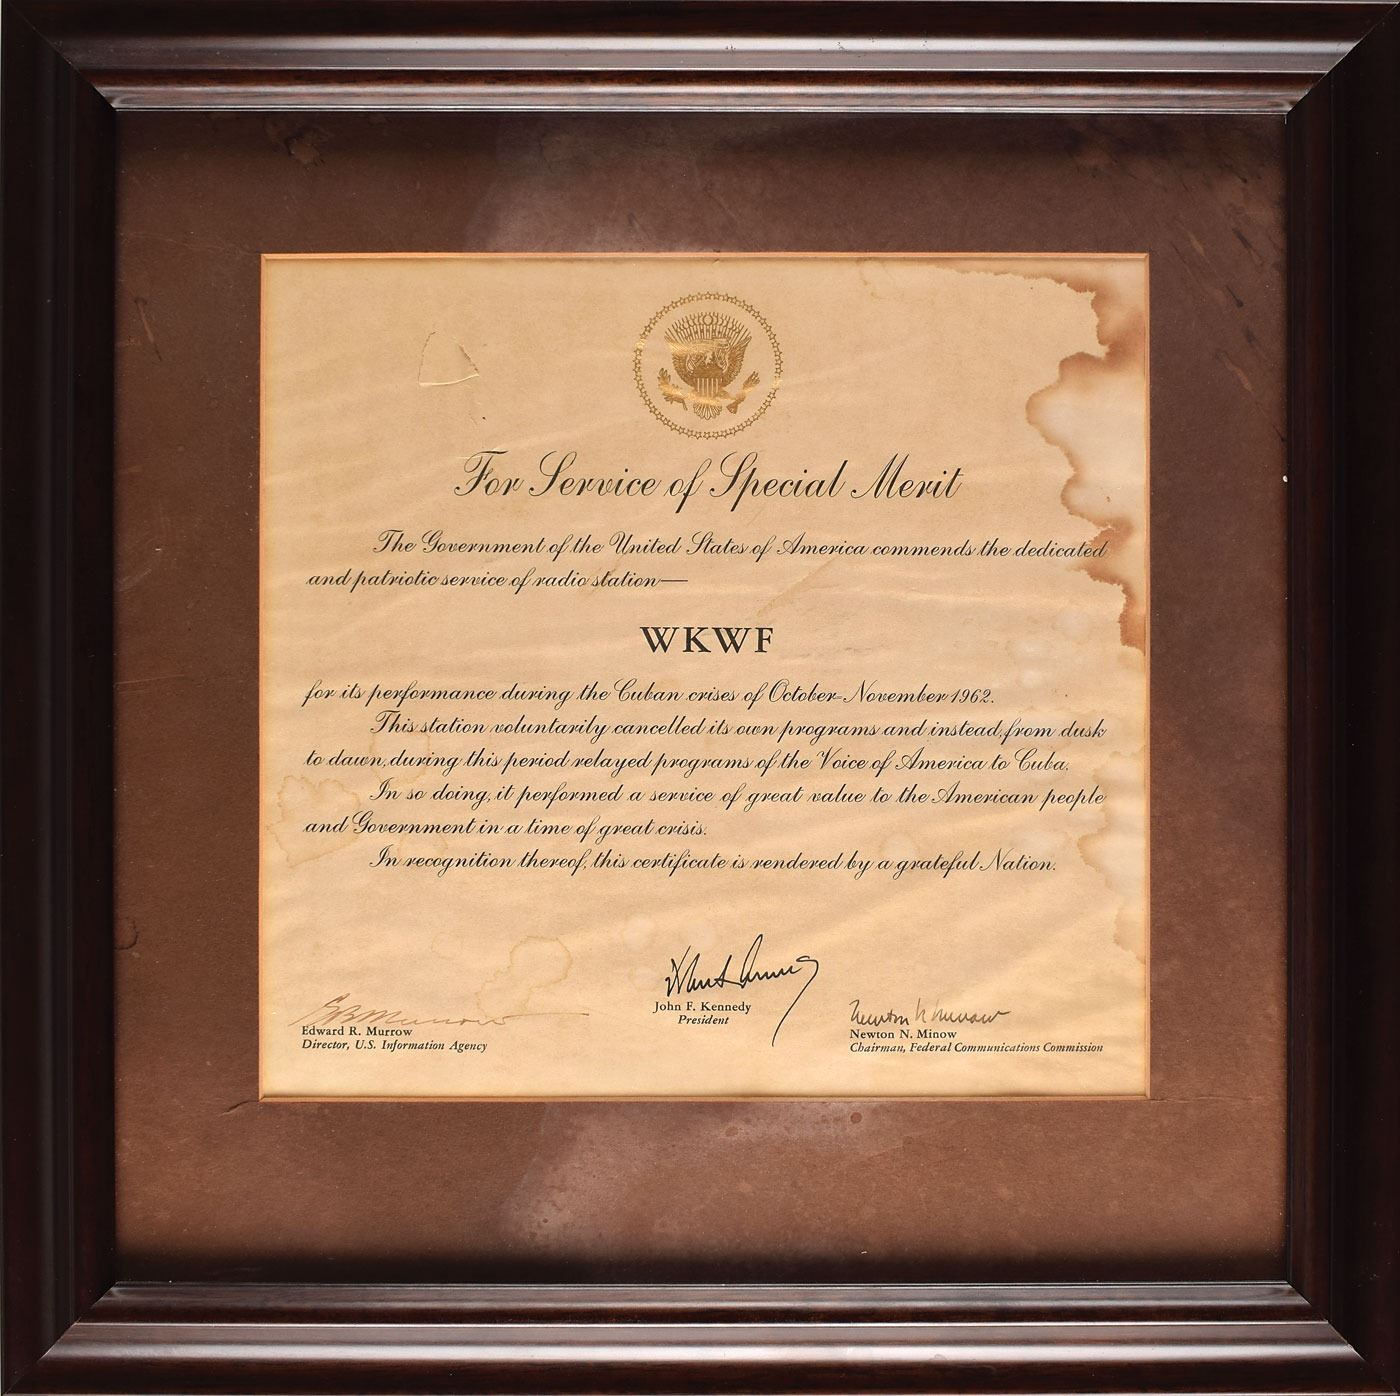 For Service of Special Merit
The Government of the United States of America commends the dedicated
and patriotic service of radio station—
WKWF
for its performance during the Cuban crises of October-November 1962.
This station voluntarily cancelled its own programs and instead, from dusk
to dawn, during this period relayed programs of the Voice of America to Cuba.
In so doing, it performed a service of great value to the American people
and Government in a time of great crisis.
In recognition thereof, this certificate is rendered by a grateful Nation.
John F. Kennedy
President
Edward R. Murrow
Director, U.S. Information Agency
Newton N. Minow
Newton N. Minow
Chairman, Federal Communications Commission